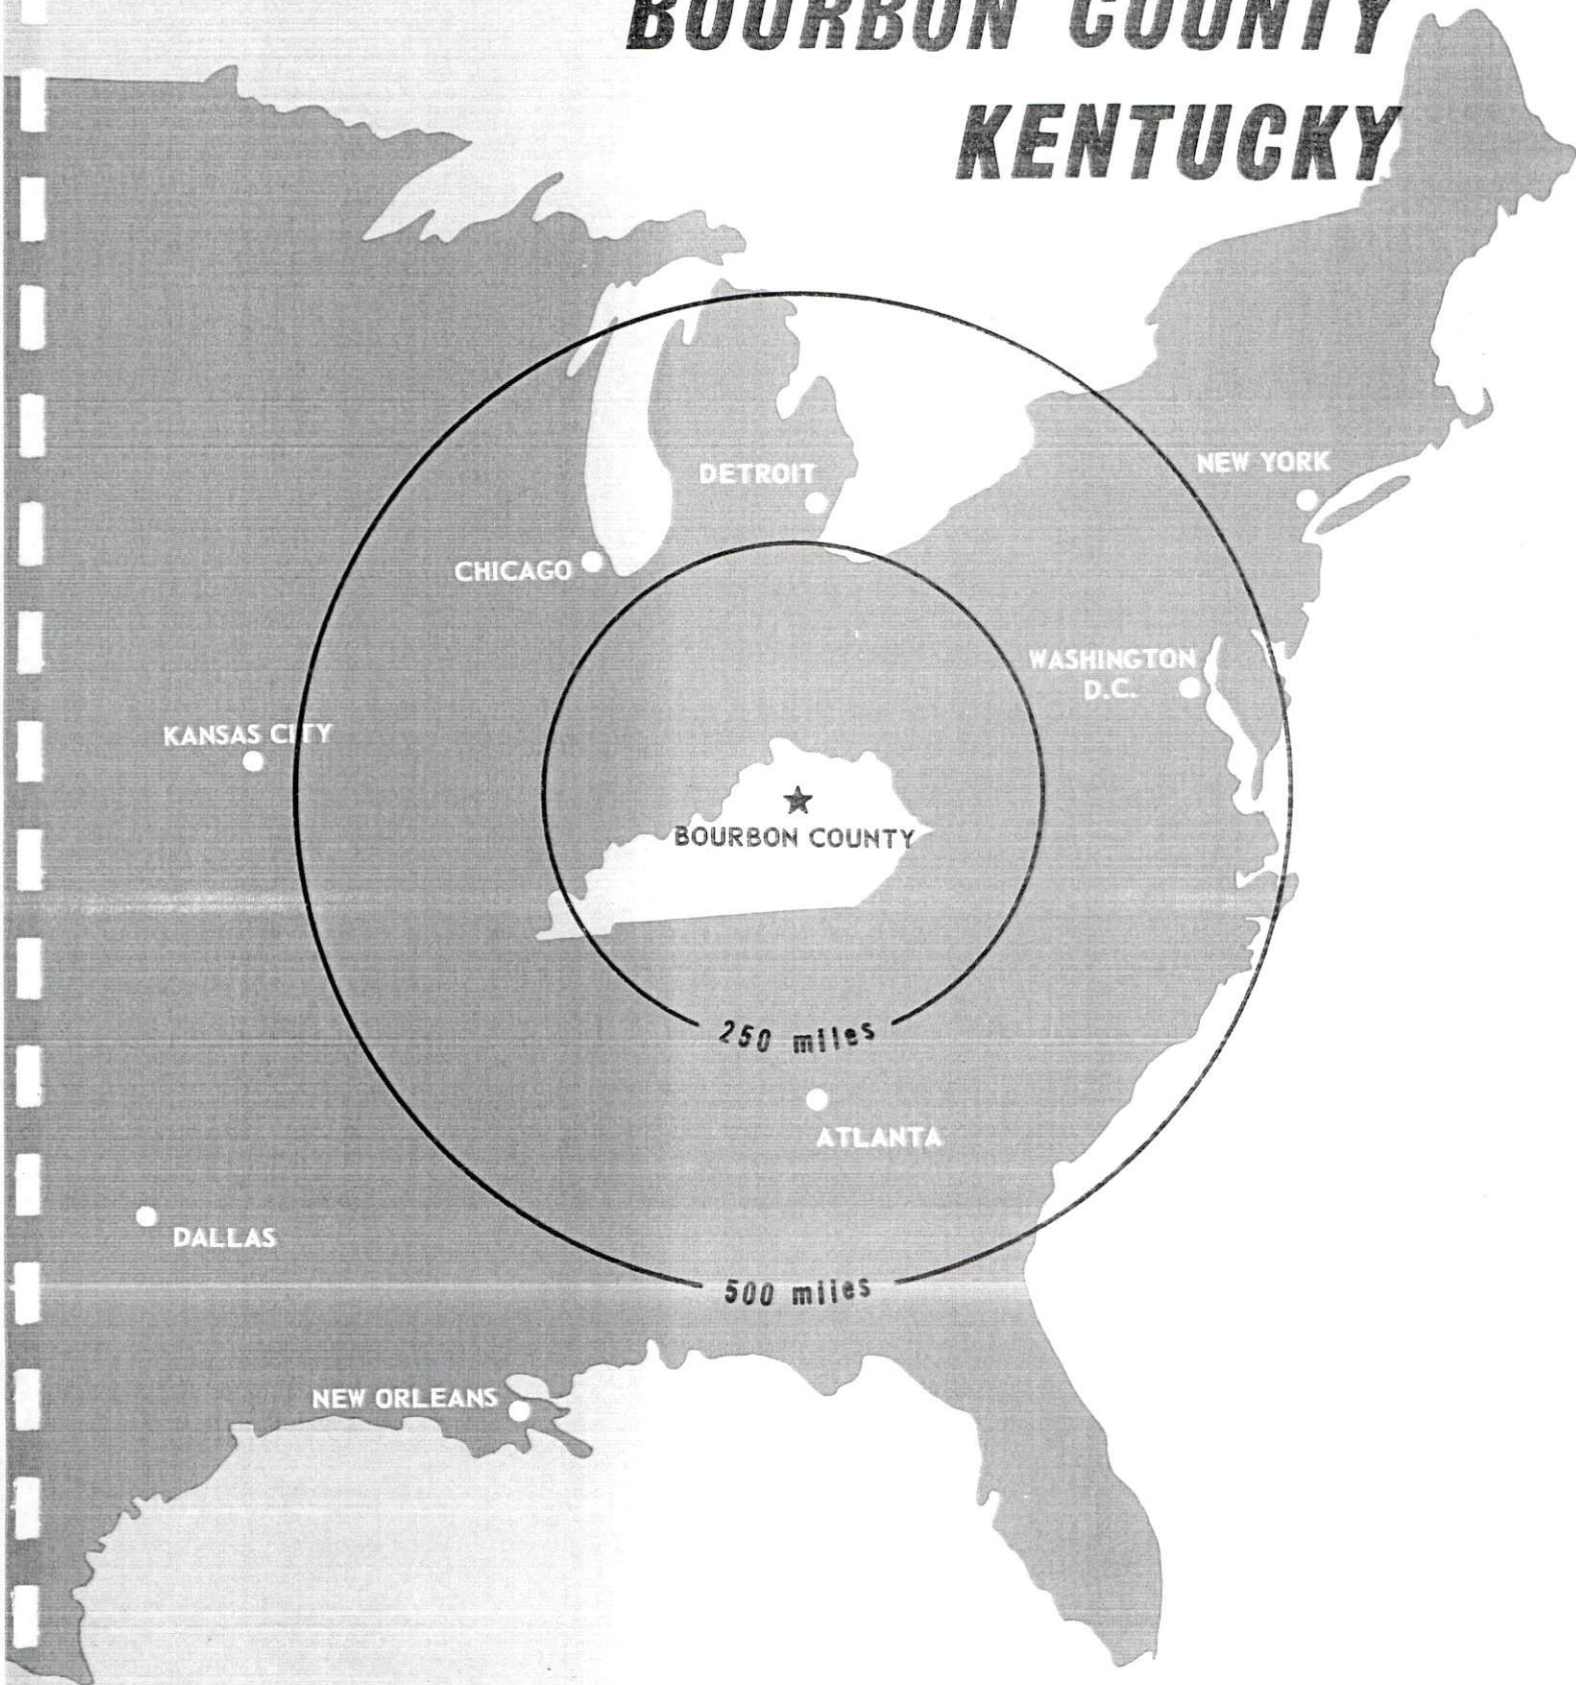 BOURBON COUNTY
KENTUCKY
DETROIT
NEW YORK
CHICAGO
WASHINGTON
D.C.
KANSAS CITY
BOURBON COUNTY
250 miles
ATLANTA
DALLAS
500 miles
NEW ORLEANS